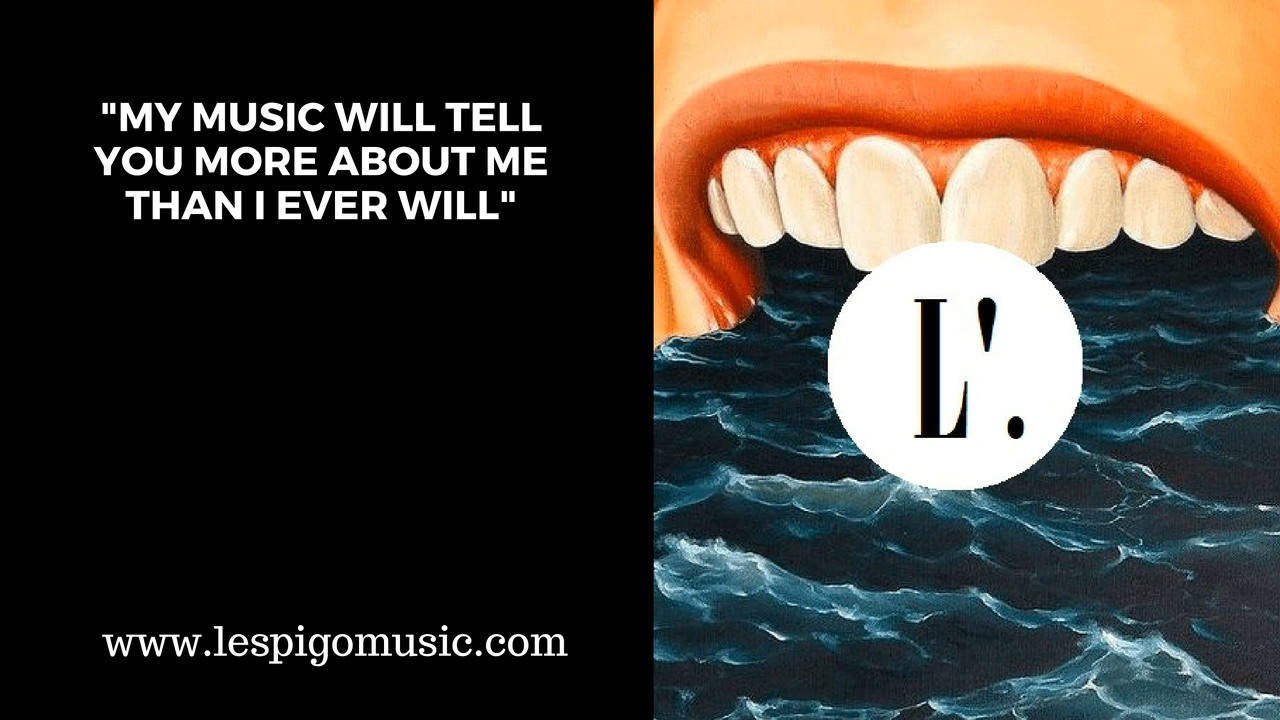 "MY MUSIC WILL TELL
YOU MORE ABOUT ME
THAN I EVER WILL"
L'.
www.lespigomusic.com